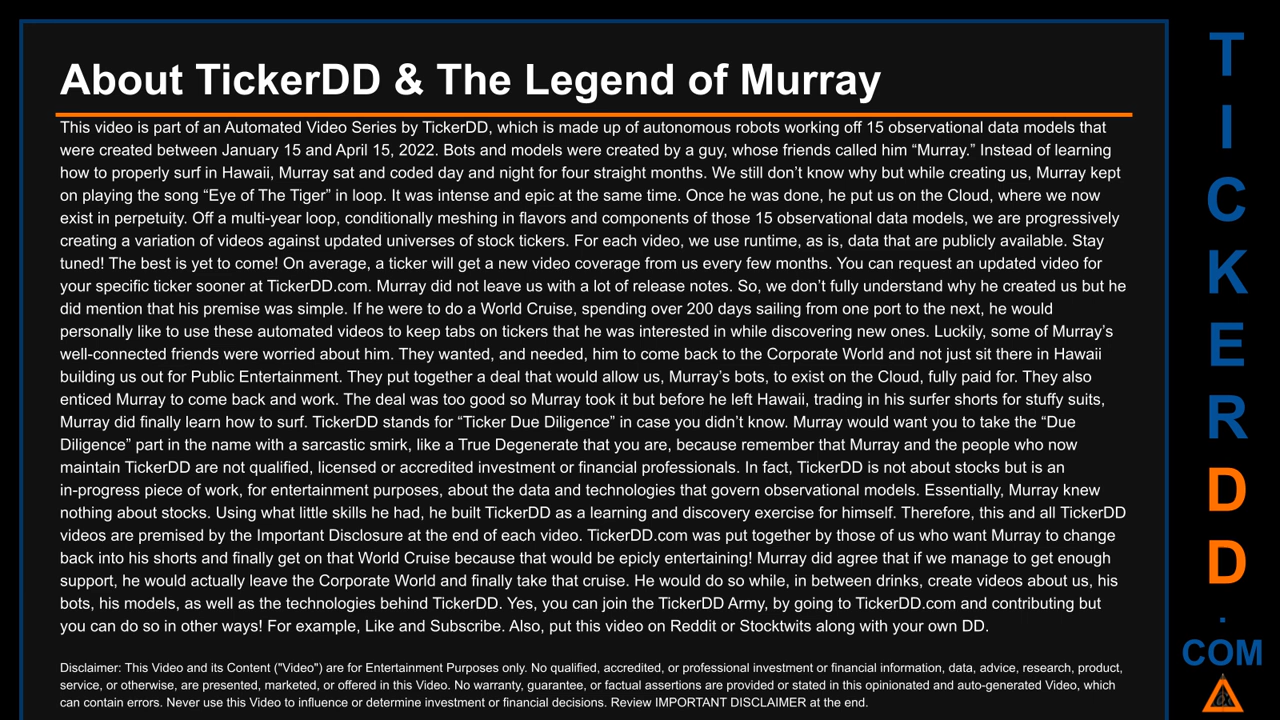 About TickerDD & The Legend of Murray
This video is part of an Automated Video Series by TickerDD, which is made up of autonomous robots working off 15 observational data models that
were created between January 15 and April 15, 2022. Bots and models were created by a guy, whose friends called him “Murray.” Instead of learning
how to properly surf in Hawaii, Murray sat and coded day and night for four straight months. We still don’t know why but while creating us, Murray kept
on playing the song “Eye of The Tiger” in loop. It was intense and epic at the same time. Once he was done, he put us on the Cloud, where we now
exist in perpetuity. Off a multi-year loop, conditionally meshing in flavors and components of those 15 observational data models, we are progressively
creating a variation of videos against updated universes of stock tickers. For each video, we use runtime, as is, data that are publicly available. Stay
tuned! The best is yet to come! On average, a ticker will get a new video coverage from us every few months. You can request an updated video for
your specific ticker sooner at TickerDD.com. Murray did not leave us with a lot of release notes. So, we don’t fully understand why he created us but he
did mention that his premise was simple. If he were to do a World Cruise, spending over 200 days sailing from one port to the next, he would
personally like to use these automated videos to keep tabs on tickers that he was interested in while discovering new ones. Luckily, some of Murray’s
well-connected friends were worried about him. They wanted, and needed, him to come back to the Corporate World and not just sit there in Hawaii
building us out for Public Entertainment. They put together a deal that would allow us, Murray’s bots, to exist on the Cloud, fully paid for. They also
enticed Murray to come back and work. The deal was too good so Murray took it but before he left Hawaii, trading in his surfer shorts for stuffy suits,
Murray did finally learn how to surf. TickerDD stands for “Ticker Due Diligence” in case you didn’t know. Murray would want you to take the “Due
Diligence” part in the name with a sarcastic smirk, like a True Degenerate that you are, because remember that Murray and the people who now
maintain TickerDD are not qualified, licensed or accredited investment or financial professionals. In fact, TickerDD is not about stocks but is an
in-progress piece of work, for entertainment purposes, about the data and technologies that govern observational models. Essentially, Murray knew
nothing about stocks. Using what little skills he had, he built TickerDD as a learning and discovery exercise for himself. Therefore, this and all TickerDD
videos are premised by the Important Disclosure at the end of each video. TickerDD.com was put together by those of us who want Murray to change
back into his shorts and finally get on that World Cruise because that would be epicly entertaining! Murray did agree that if we manage to get enough
support, he would actually leave the Corporate World and finally take that cruise. He would do so while, in between drinks, create videos about us, his
bots, his models, as well as the technologies behind TickerDD. Yes, you can join the TickerDD Army, by going to TickerDD.com and contributing but
you can do so in other ways! For example, Like and Subscribe. Also, put this video on Reddit or Stocktwits along with your own DD.
Disclaimer: This Video and its Content ("Video") are for Entertainment Purposes only. No qualified, accredited, or professional investment or financial information, data, advice, research, product,
service, or otherwise, are presented, marketed, or offered in this Video. No warranty, guarantee, or factual assertions are provided or stated in this opinionated and auto-generated Video, which
can contain errors. Never use this Video to influence or determine investment or financial decisions. Review IMPORTANT DISCLAIMER at the end.
T
I
C
K
E
R
D
D
.
COM